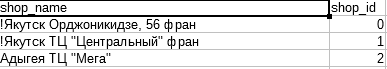 shop_name shop_id
!Якутск Орджоникидзе, 56 фран 0
!Якутск ТЦ "Центральный" фран 1
Адыгея ТЦ "Мега" 2